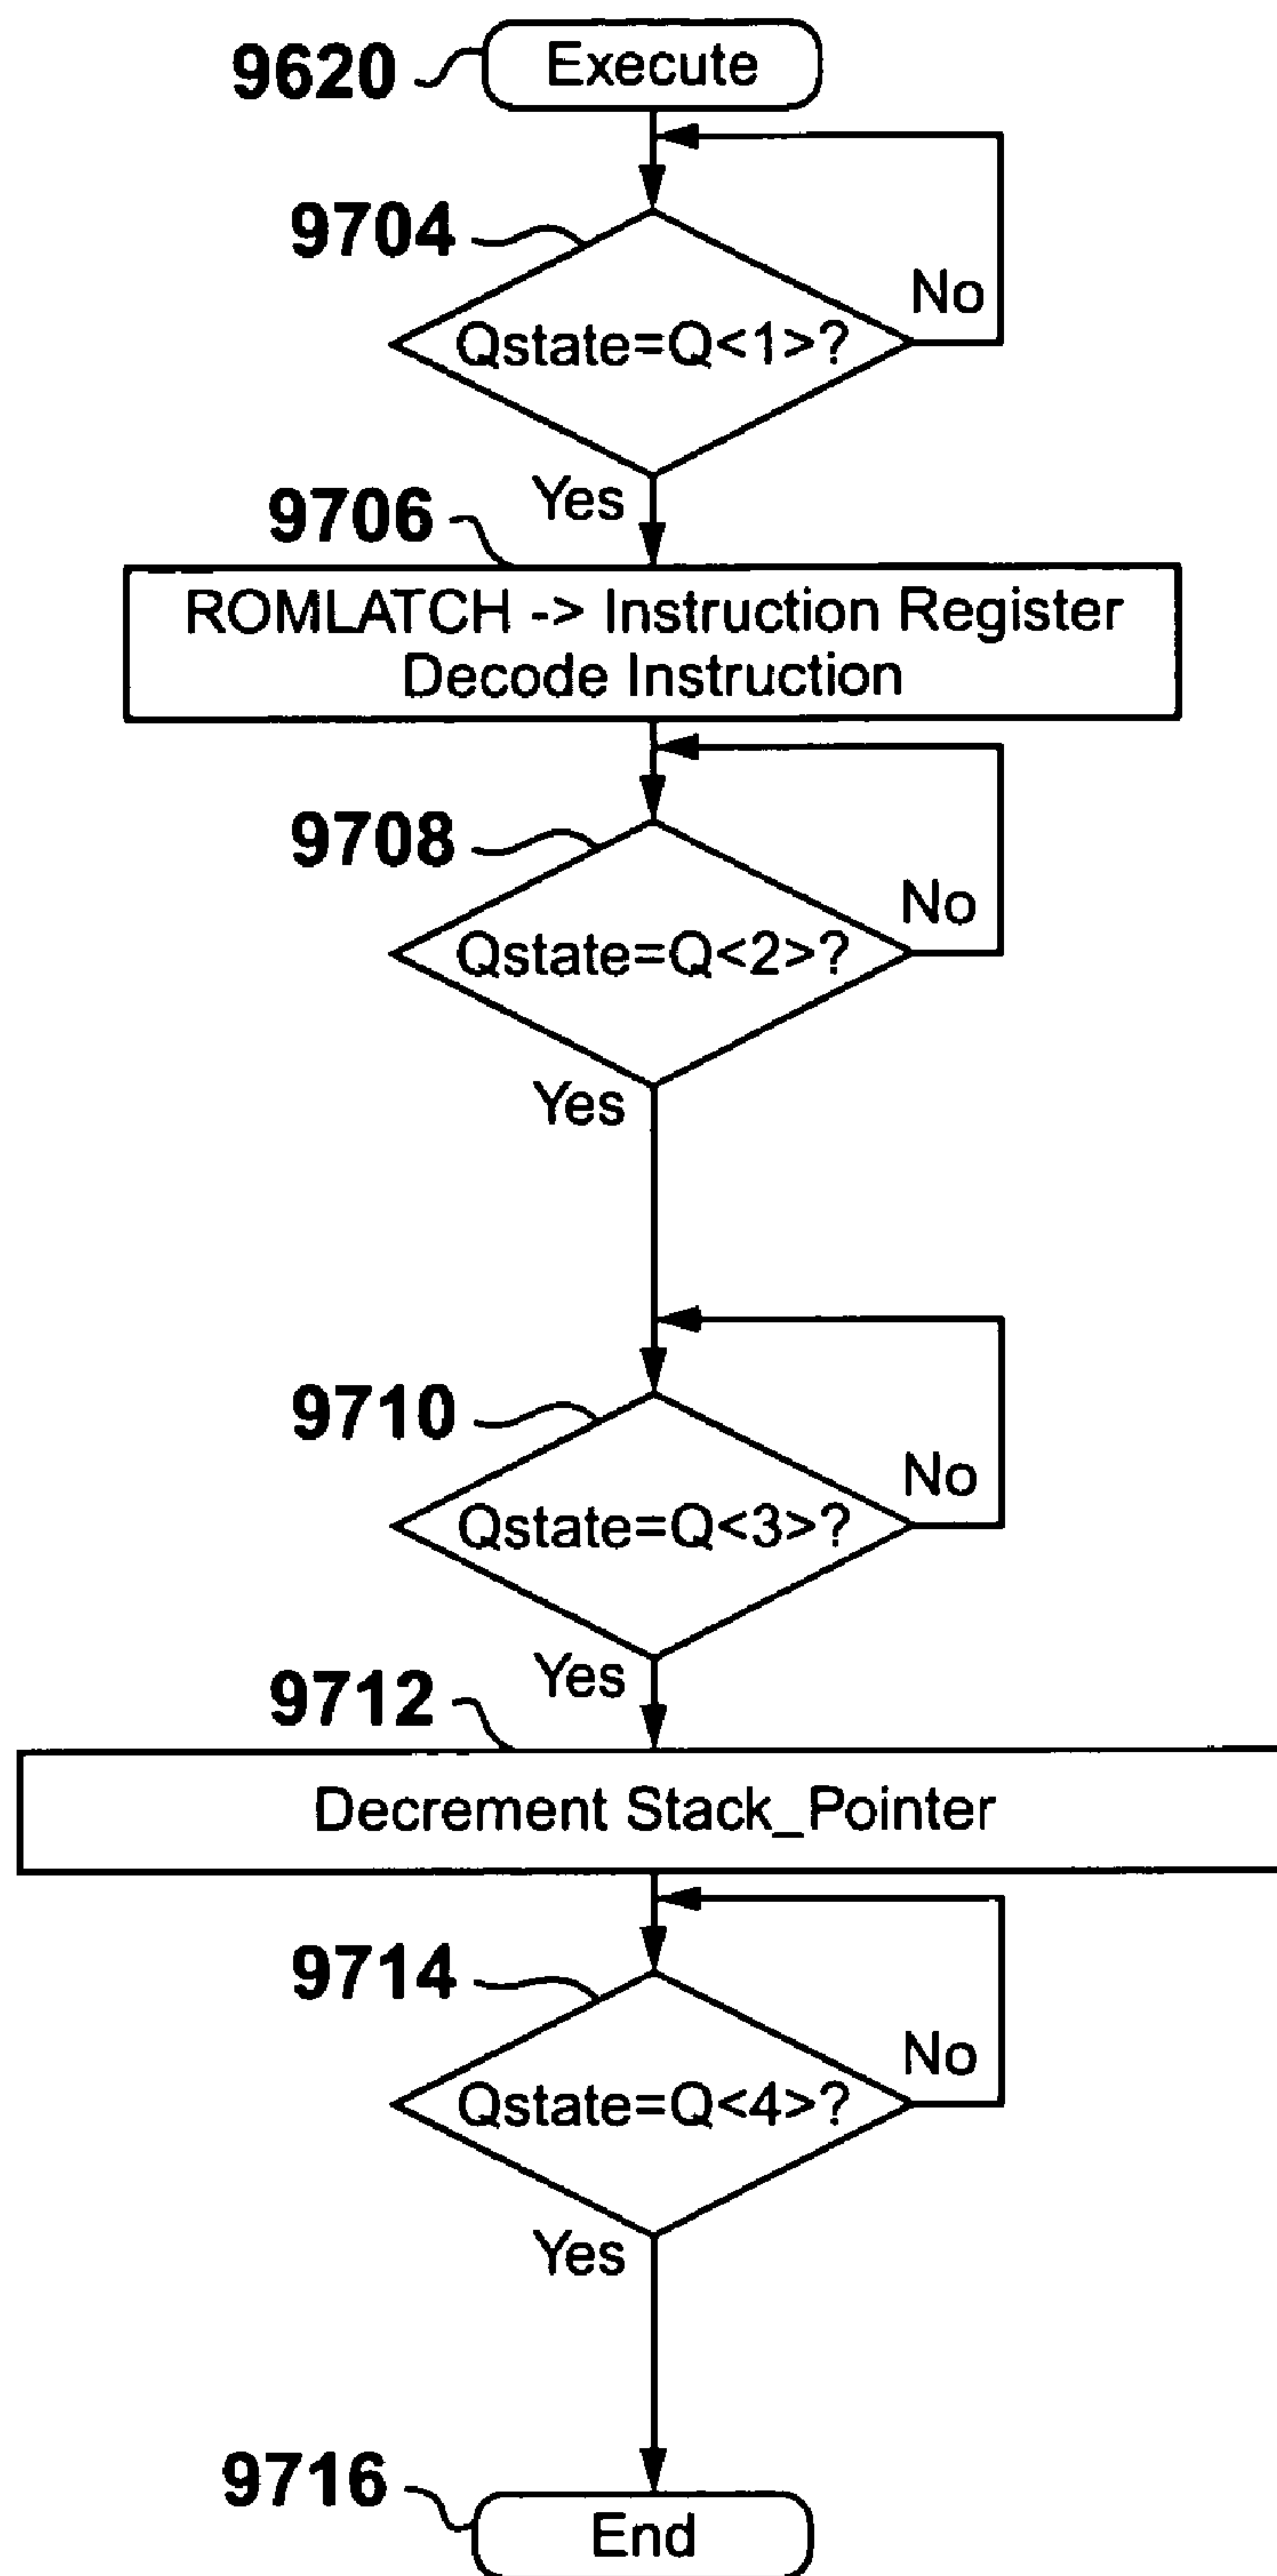 9620 Execute
9704
No
Qstate=Q<1>?
Yes
9706
ROMLATCH -> Instruction Register
Decode Instruction
9708
No
Qstate=Q<2>?
Yes
9710
No
Qstate=Q<3>?
Yes
9712
Decrement Stack_Pointer
9714
No
Qstate=Q<4>?
Yes
9716 End